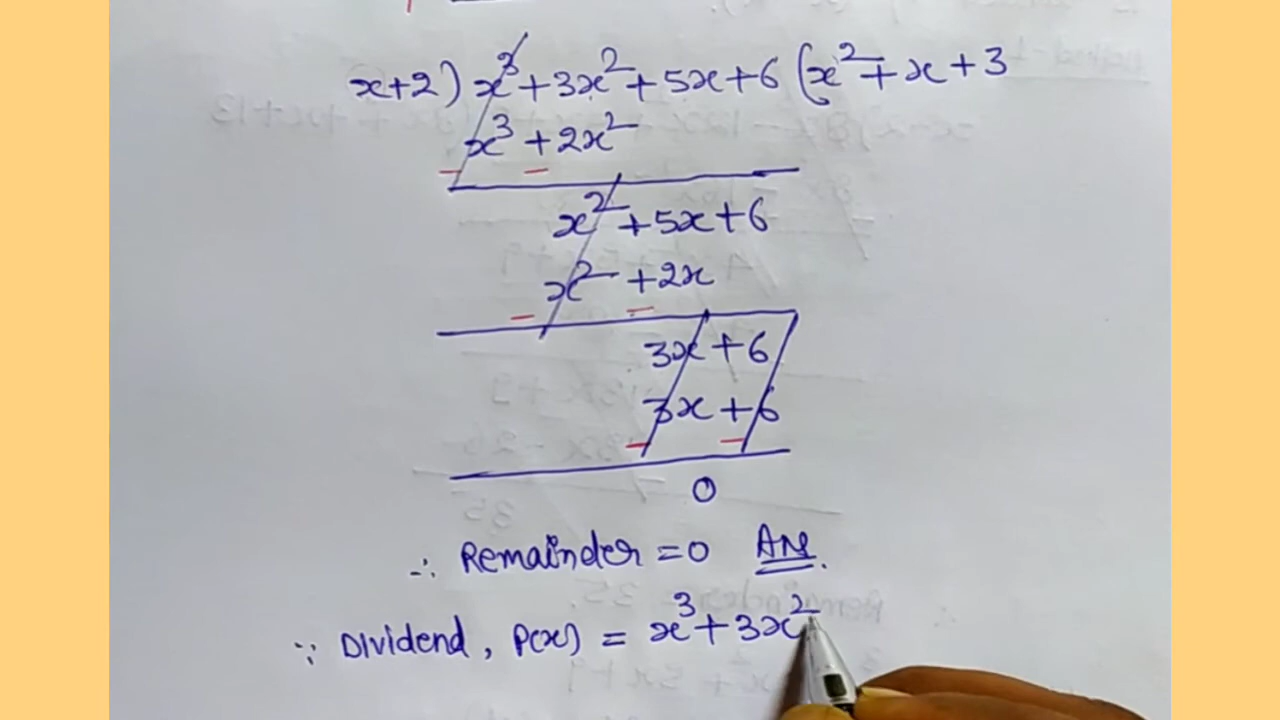 x+2) x³+3x²+5x+6 (x²+x+3
x³+2x²
- -
x²+5x+6
x²+2x
- -
3x+6
3x+6
- -
0
∴ Remainder = 0 Ans.
∵ Dividend, P(x) = x³+3x²